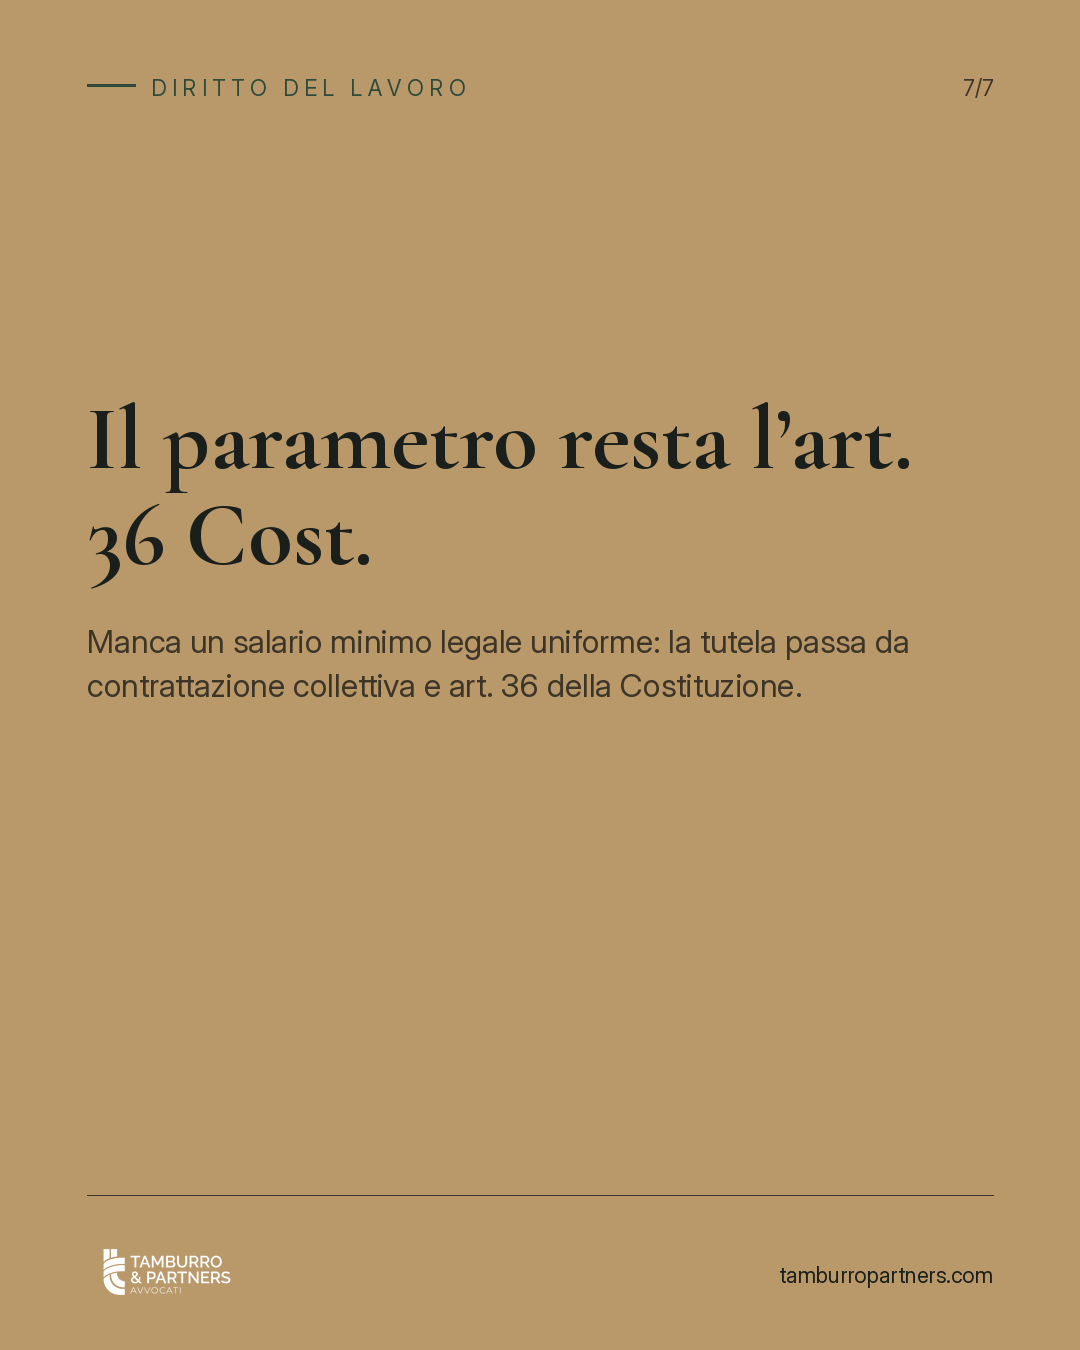 DIRITTO DEL LAVORO
7/7
Il parametro resta l’art.
36 Cost.
Manca un salario minimo legale uniforme: la tutela passa da
contrattazione collettiva e art. 36 della Costituzione.
TAMBURRO
& PARTNERS
AVVOCATI
tamburropartners.com